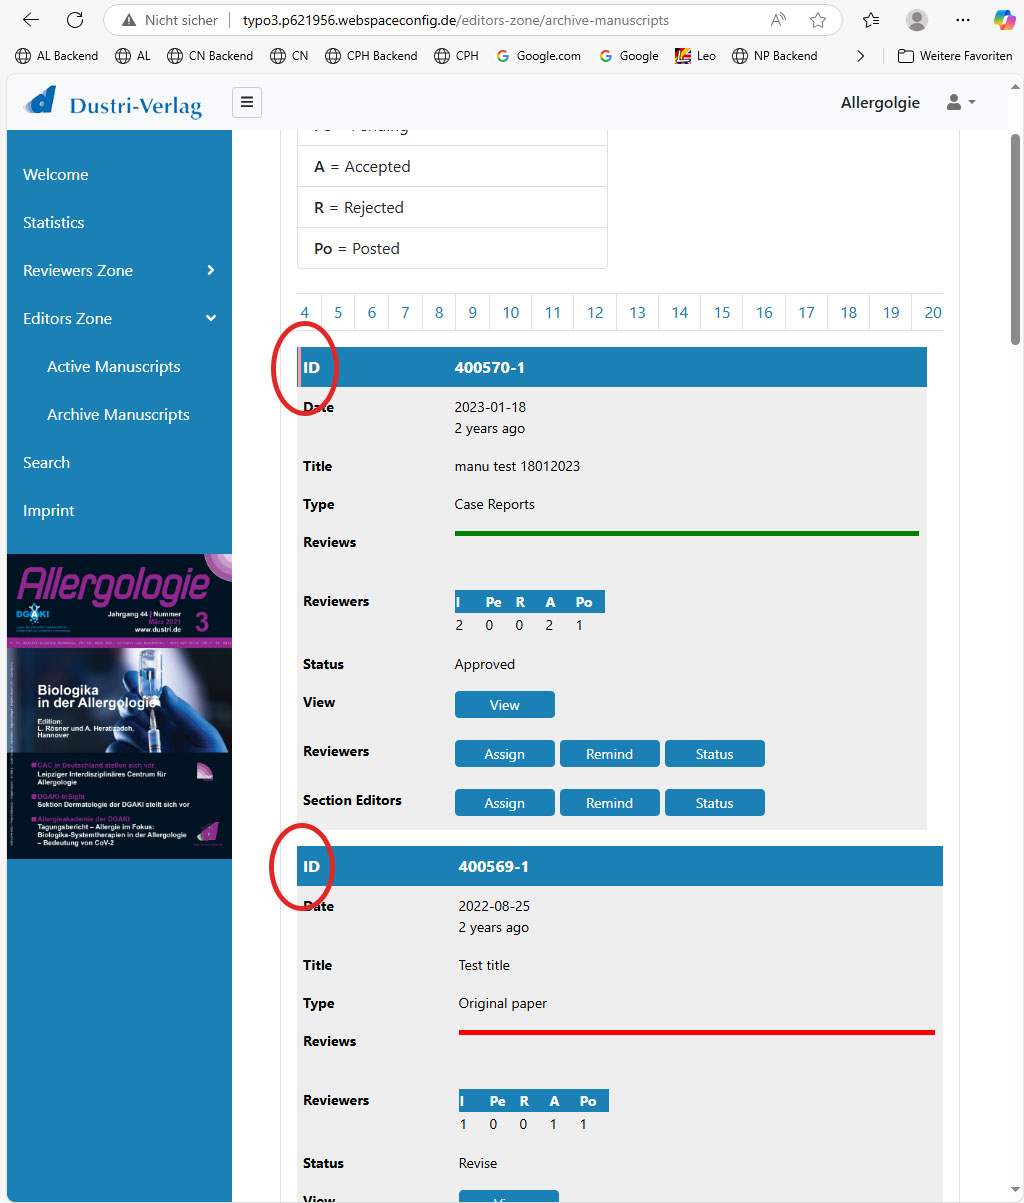 Nicht sicher
typo3.p621956.webspaceconfig.de/editors-zone/archive-manuscripts
AL Backend
AL
CN Backend
CN
CPH Backend
CPH
Google.com
Google
Leo
NP Backend
Weitere Favoriten
Dustri-Verlag
Allergolgie
Welcome
Statistics
Reviewers Zone
Editors Zone
Active Manuscripts
Archive Manuscripts
Search
Imprint
Allergologie
DGAKI
Jahrgang 44 | Nummer
März 2021
www.dustri.de
3
Biologika
in der Allergologie
Edition:
L. Rösner und A. Heratizadeh,
Hannover
CAC in Deutschland stellen sich vor
Leipziger Interdisziplinäres Centrum für
Allergologie
DGAKI-InSight
Sektion Dermatologie der DGAKI stellt sich vor
Allergieakademie der DGAKI
Tagungsbericht – Allergie im Fokus:
Biologika-Systemtherapien in der Allergologie
– Bedeutung von CoV-2
A = Accepted
R = Rejected
Po = Posted
4 5 6 7 8 9 10 11 12 13 14 15 16 17 18 19 20
ID 400570-1
Date 2023-01-18
2 years ago
Title manu test 18012023
Type Case Reports
Reviews
Reviewers I Pe R A Po
2 0 0 2 1
Status Approved
View View
Reviewers Assign Remind Status
Section Editors Assign Remind Status
ID 400569-1
Date 2022-08-25
2 years ago
Title Test title
Type Original paper
Reviews
Reviewers I Pe R A Po
1 0 0 1 1
Status Revise
View View